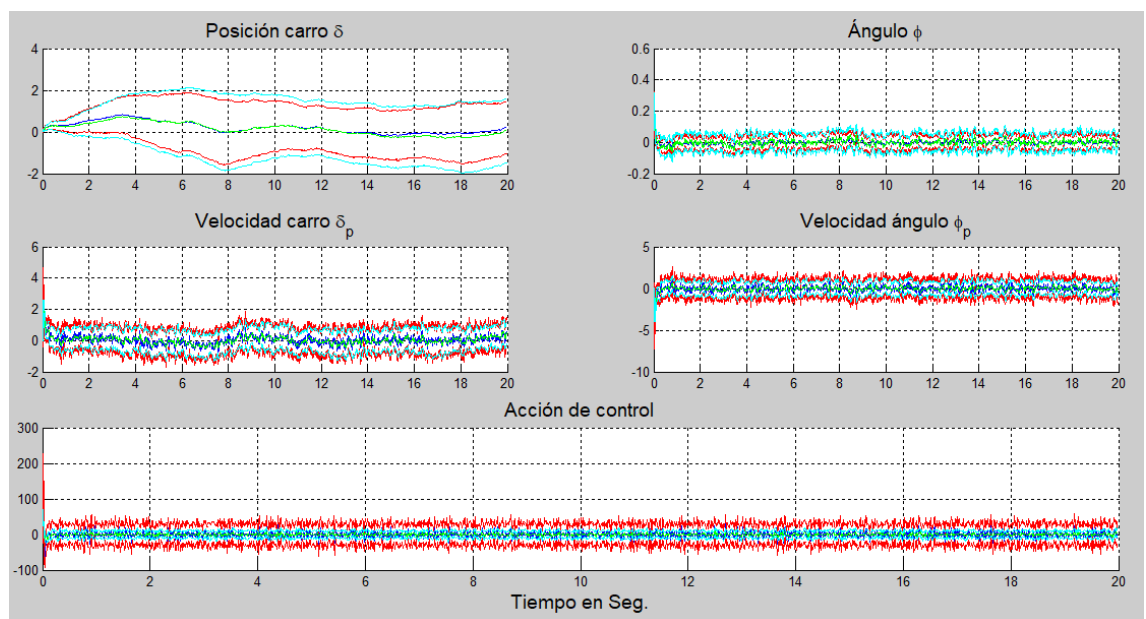 Posición carro δ
4
2
0
-2
0 2 4 6 8 10 12 14 16 18 20
Ángulo ϕ
0.6
0.4
0.2
0
-0.2
0 2 4 6 8 10 12 14 16 18 20
Velocidad carro δp
6
4
2
0
-2
0 2 4 6 8 10 12 14 16 18 20
Velocidad ángulo ϕp
5
0
-5
-10
0 2 4 6 8 10 12 14 16 18 20
Acción de control
300
200
100
0
-100
0 2 4 6 8 10 12 14 16 18 20
Tiempo en Seg.